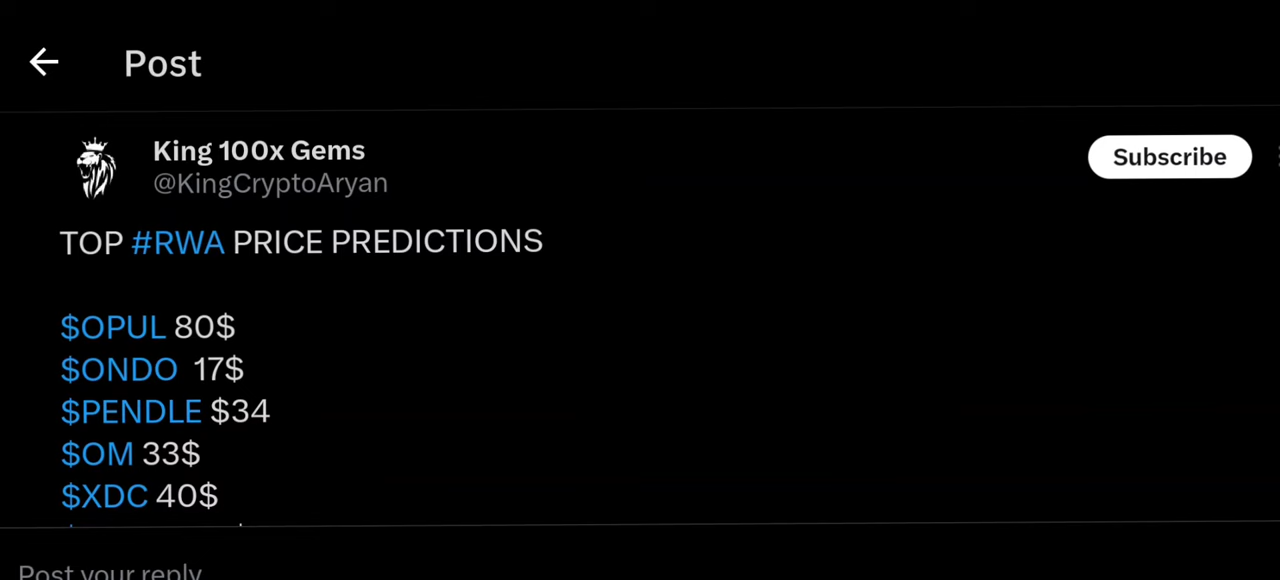 Post
King 100x Gems
@KingCryptoAryan
Subscribe
TOP #RWA PRICE PREDICTIONS
$OPUL 80$
$ONDO 17$
$PENDLE $34
$OM 33$
$XDC 40$
Post your reply